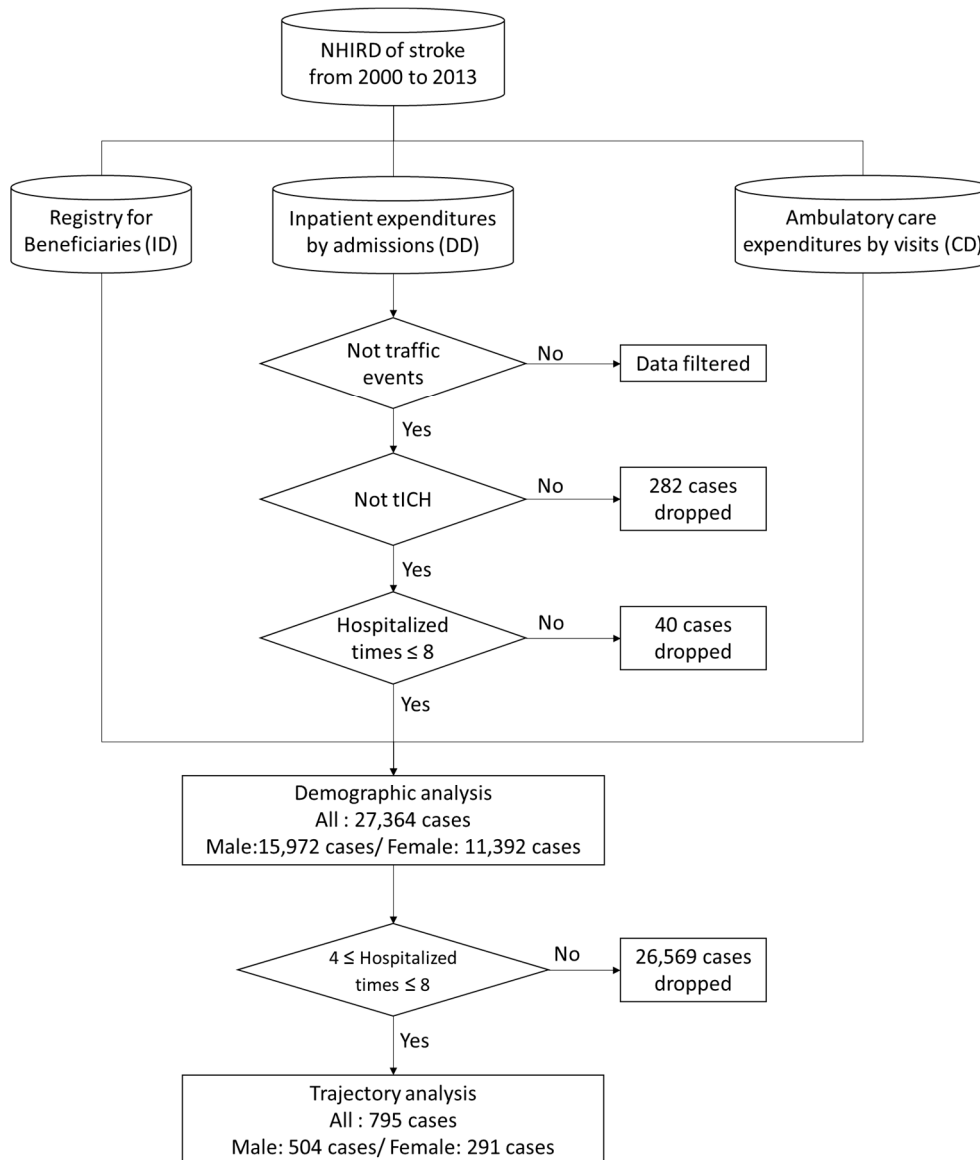 NHIRD of stroke
from 2000 to 2013
Registry for
Beneficiaries (ID)
Inpatient expenditures
by admissions (DD)
Ambulatory care
expenditures by visits (CD)
Not traffic
events
No
Data filtered
Yes
Not tICH
No
282 cases
dropped
Yes
Hospitalized
times ≤ 8
No
40 cases
dropped
Yes
Demographic analysis
All : 27,364 cases
Male:15,972 cases/ Female: 11,392 cases
4 ≤ Hospitalized
times ≤ 8
No
26,569 cases
dropped
Yes
Trajectory analysis
All : 795 cases
Male: 504 cases/ Female: 291 cases